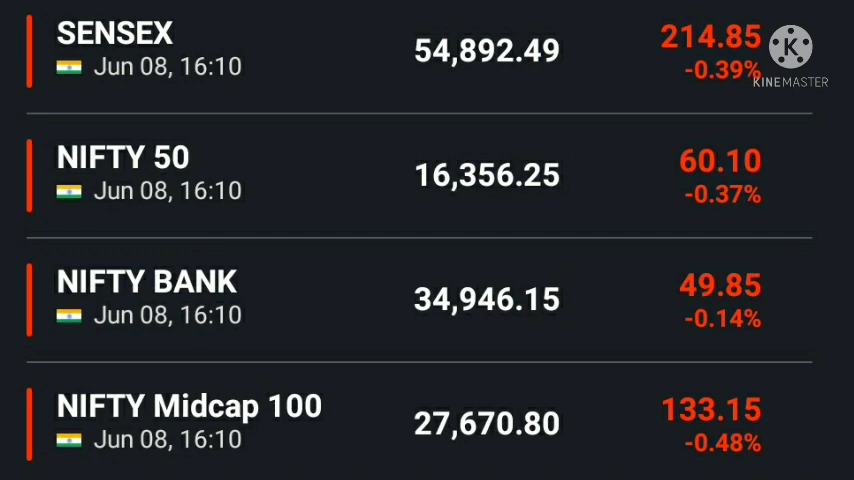 SENSEX 54,892.49 214.85
Jun 08, 16:10 -0.39%
K
KINEMASTER
NIFTY 50 16,356.25 60.10
Jun 08, 16:10 -0.37%
NIFTY BANK 34,946.15 49.85
Jun 08, 16:10 -0.14%
NIFTY Midcap 100 27,670.80 133.15
Jun 08, 16:10 -0.48%